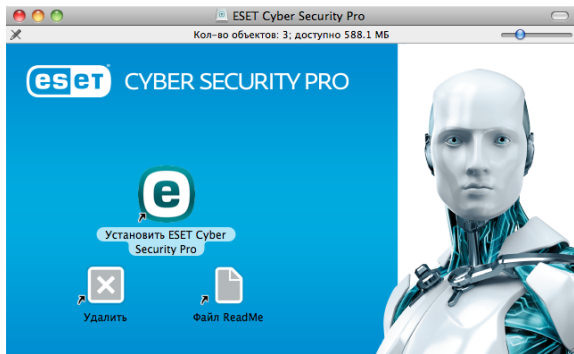 ESET Cyber Security Pro
Кол-во объектов: 3; доступно 588.1 МБ
eset CYBER SECURITY PRO
e
Установить ESET Cyber
Security Pro
Удалить Файл ReadMe